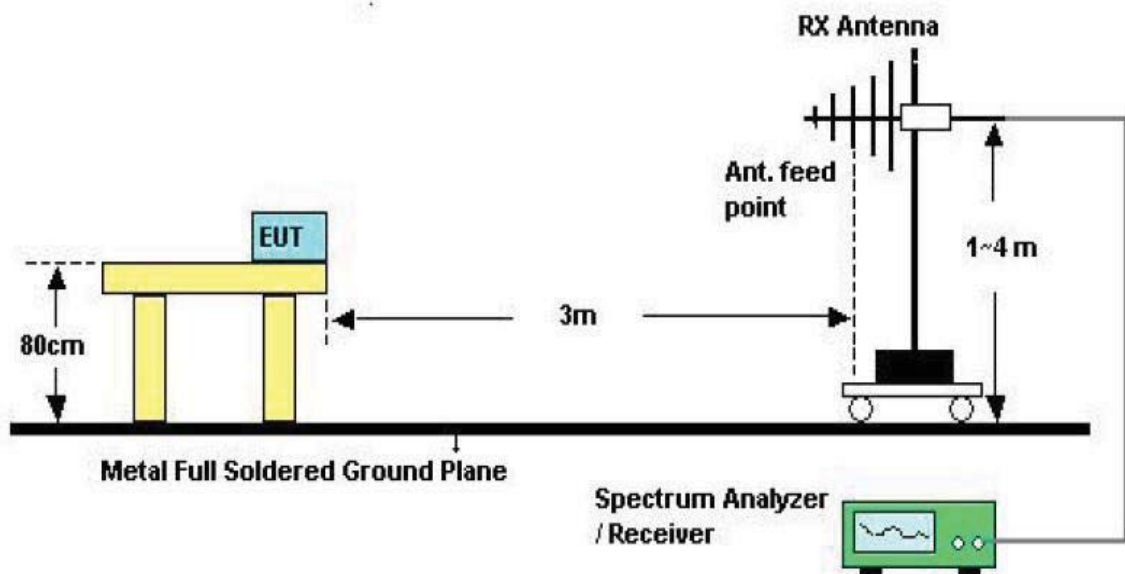 RX Antenna
Ant. feed
point
EUT
1~4 m
3m
80cm
Metal Full Soldered Ground Plane
Spectrum Analyzer
/ Receiver